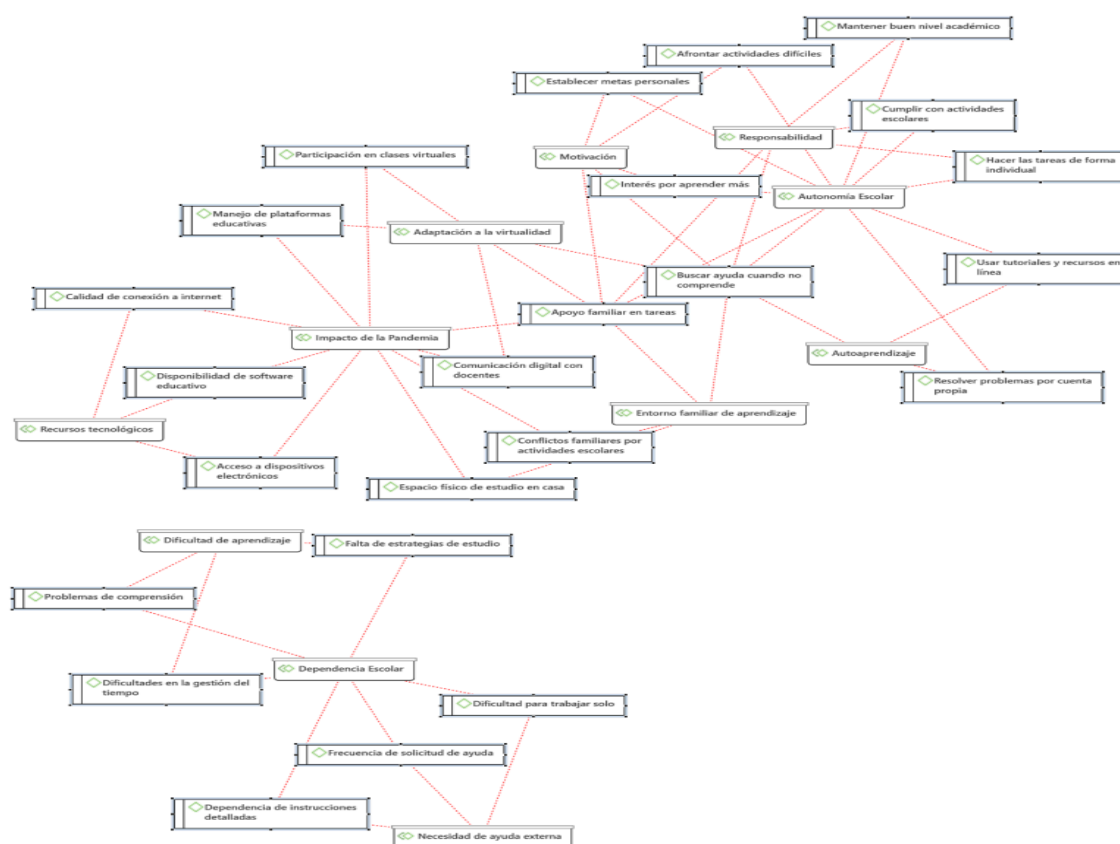 Mantener buen nivel académico
Afrontar actividades difíciles
Establecer metas personales
Cumplir con actividades
escolares
Responsabilidad
Participación en clases virtuales
Motivación
Hacer las tareas de forma
individual
Interés por aprender más
Autonomía Escolar
Manejo de plataformas
educativas
Adaptación a la virtualidad
Usar tutoriales y recursos en
línea
Buscar ayuda cuando no
comprende
Calidad de conexión a internet
Apoyo familiar en tareas
Impacto de la Pandemia
Autoaprendizaje
Comunicación digital con
docentes
Disponibilidad de software
educativo
Resolver problemas por cuenta
propia
Entorno familiar de aprendizaje
Recursos tecnológicos
Conflictos familiares por
actividades escolares
Acceso a dispositivos
electrónicos
Espacio físico de estudio en casa
Dificultad de aprendizaje
Falta de estrategias de estudio
Problemas de comprensión
Dependencia Escolar
Dificultades en la gestión del
tiempo
Dificultad para trabajar solo
Frecuencia de solicitud de ayuda
Dependencia de instrucciones
detalladas
Necesidad de ayuda externa